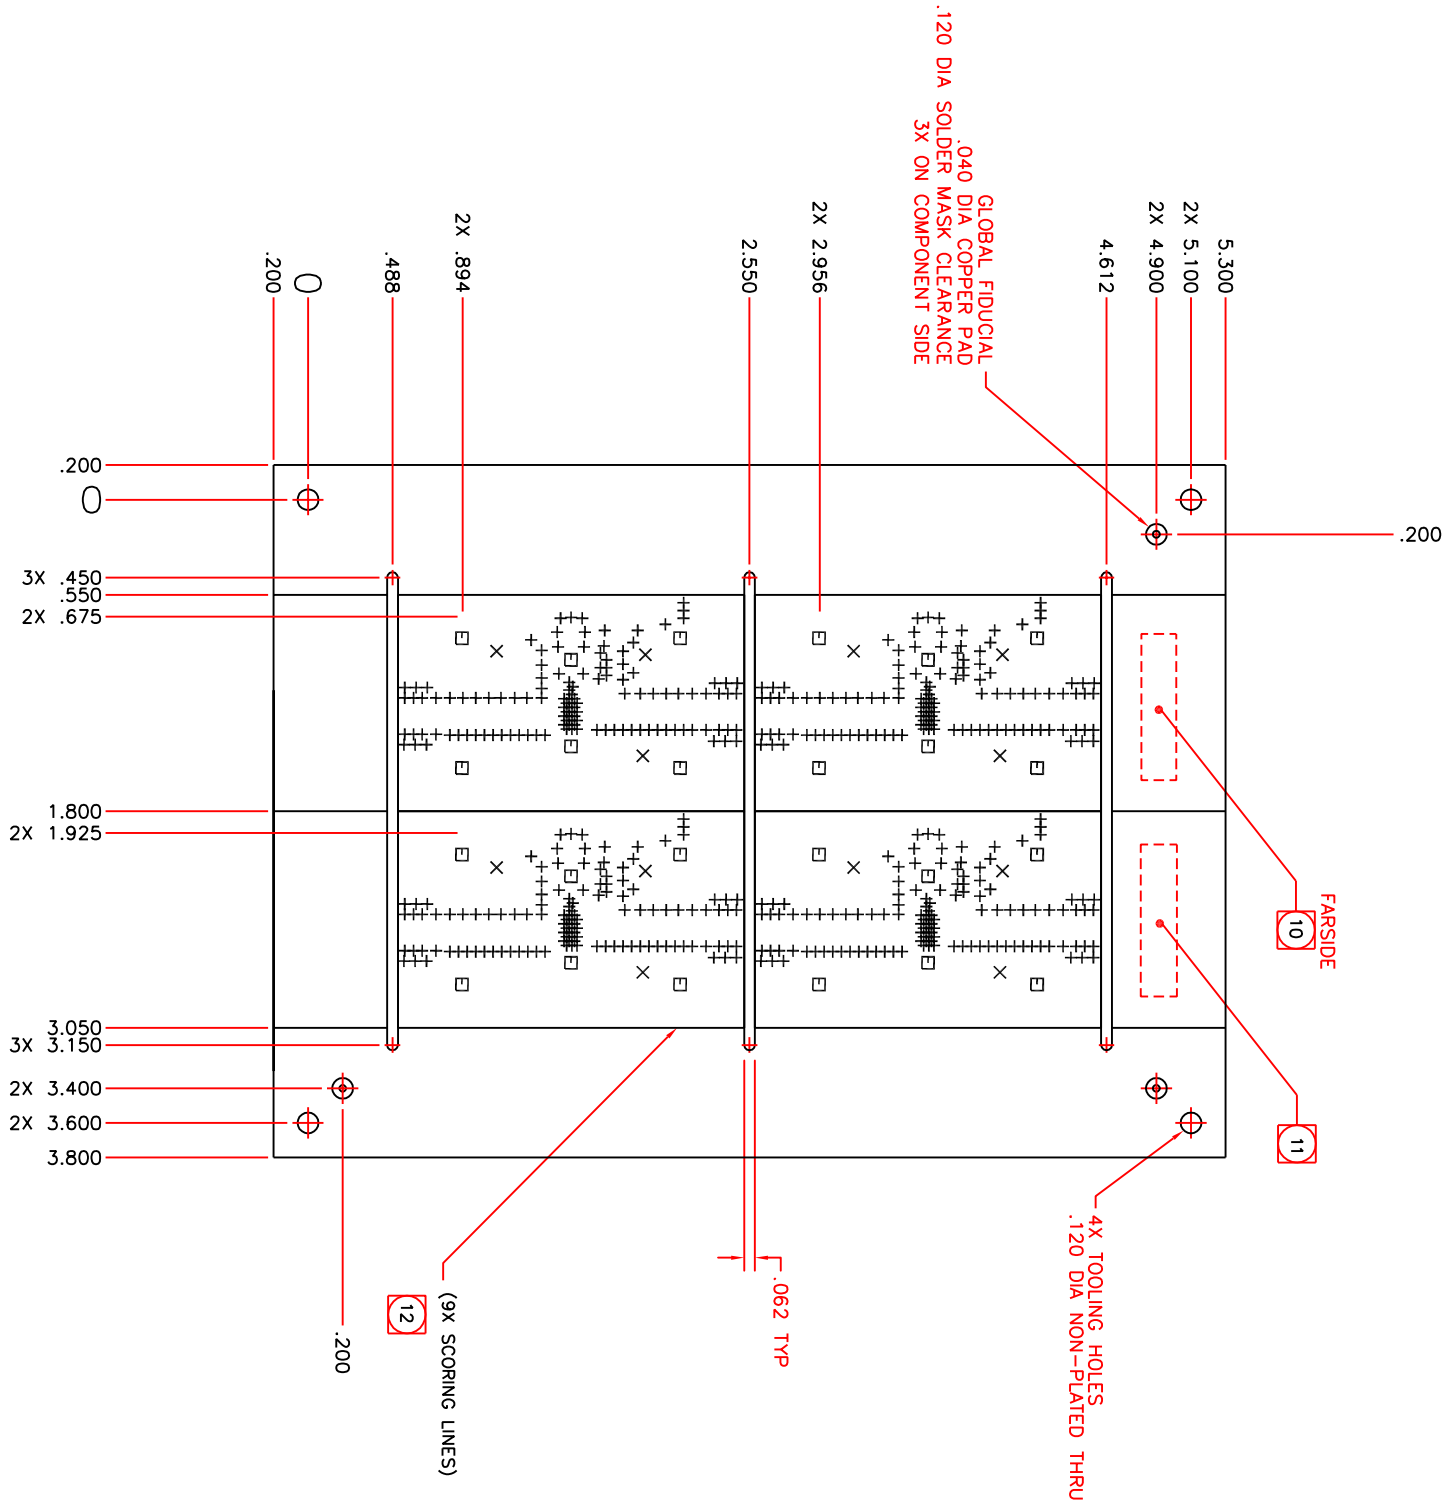 GLOBAL FIDUCIAL
.040 DIA COPPER PAD
.120 DIA SOLDER MASK CLEARANCE
3X ON COMPONENT SIDE
5.300
2X 5.100
2X 4.900
4.612
2X 2.956
2.550
2X .894
.488
0
.200
.200
.200
0
3X .450
.550
2X .675
1.800
2X 1.925
3.050
3X 3.150
2X 3.400
2X 3.600
3.800
FARSIDE
10
11
4X TOOLING HOLES
.120 DIA NON-PLATED THRU
.062 TYP
(9X SCORING LINES)
12
.200